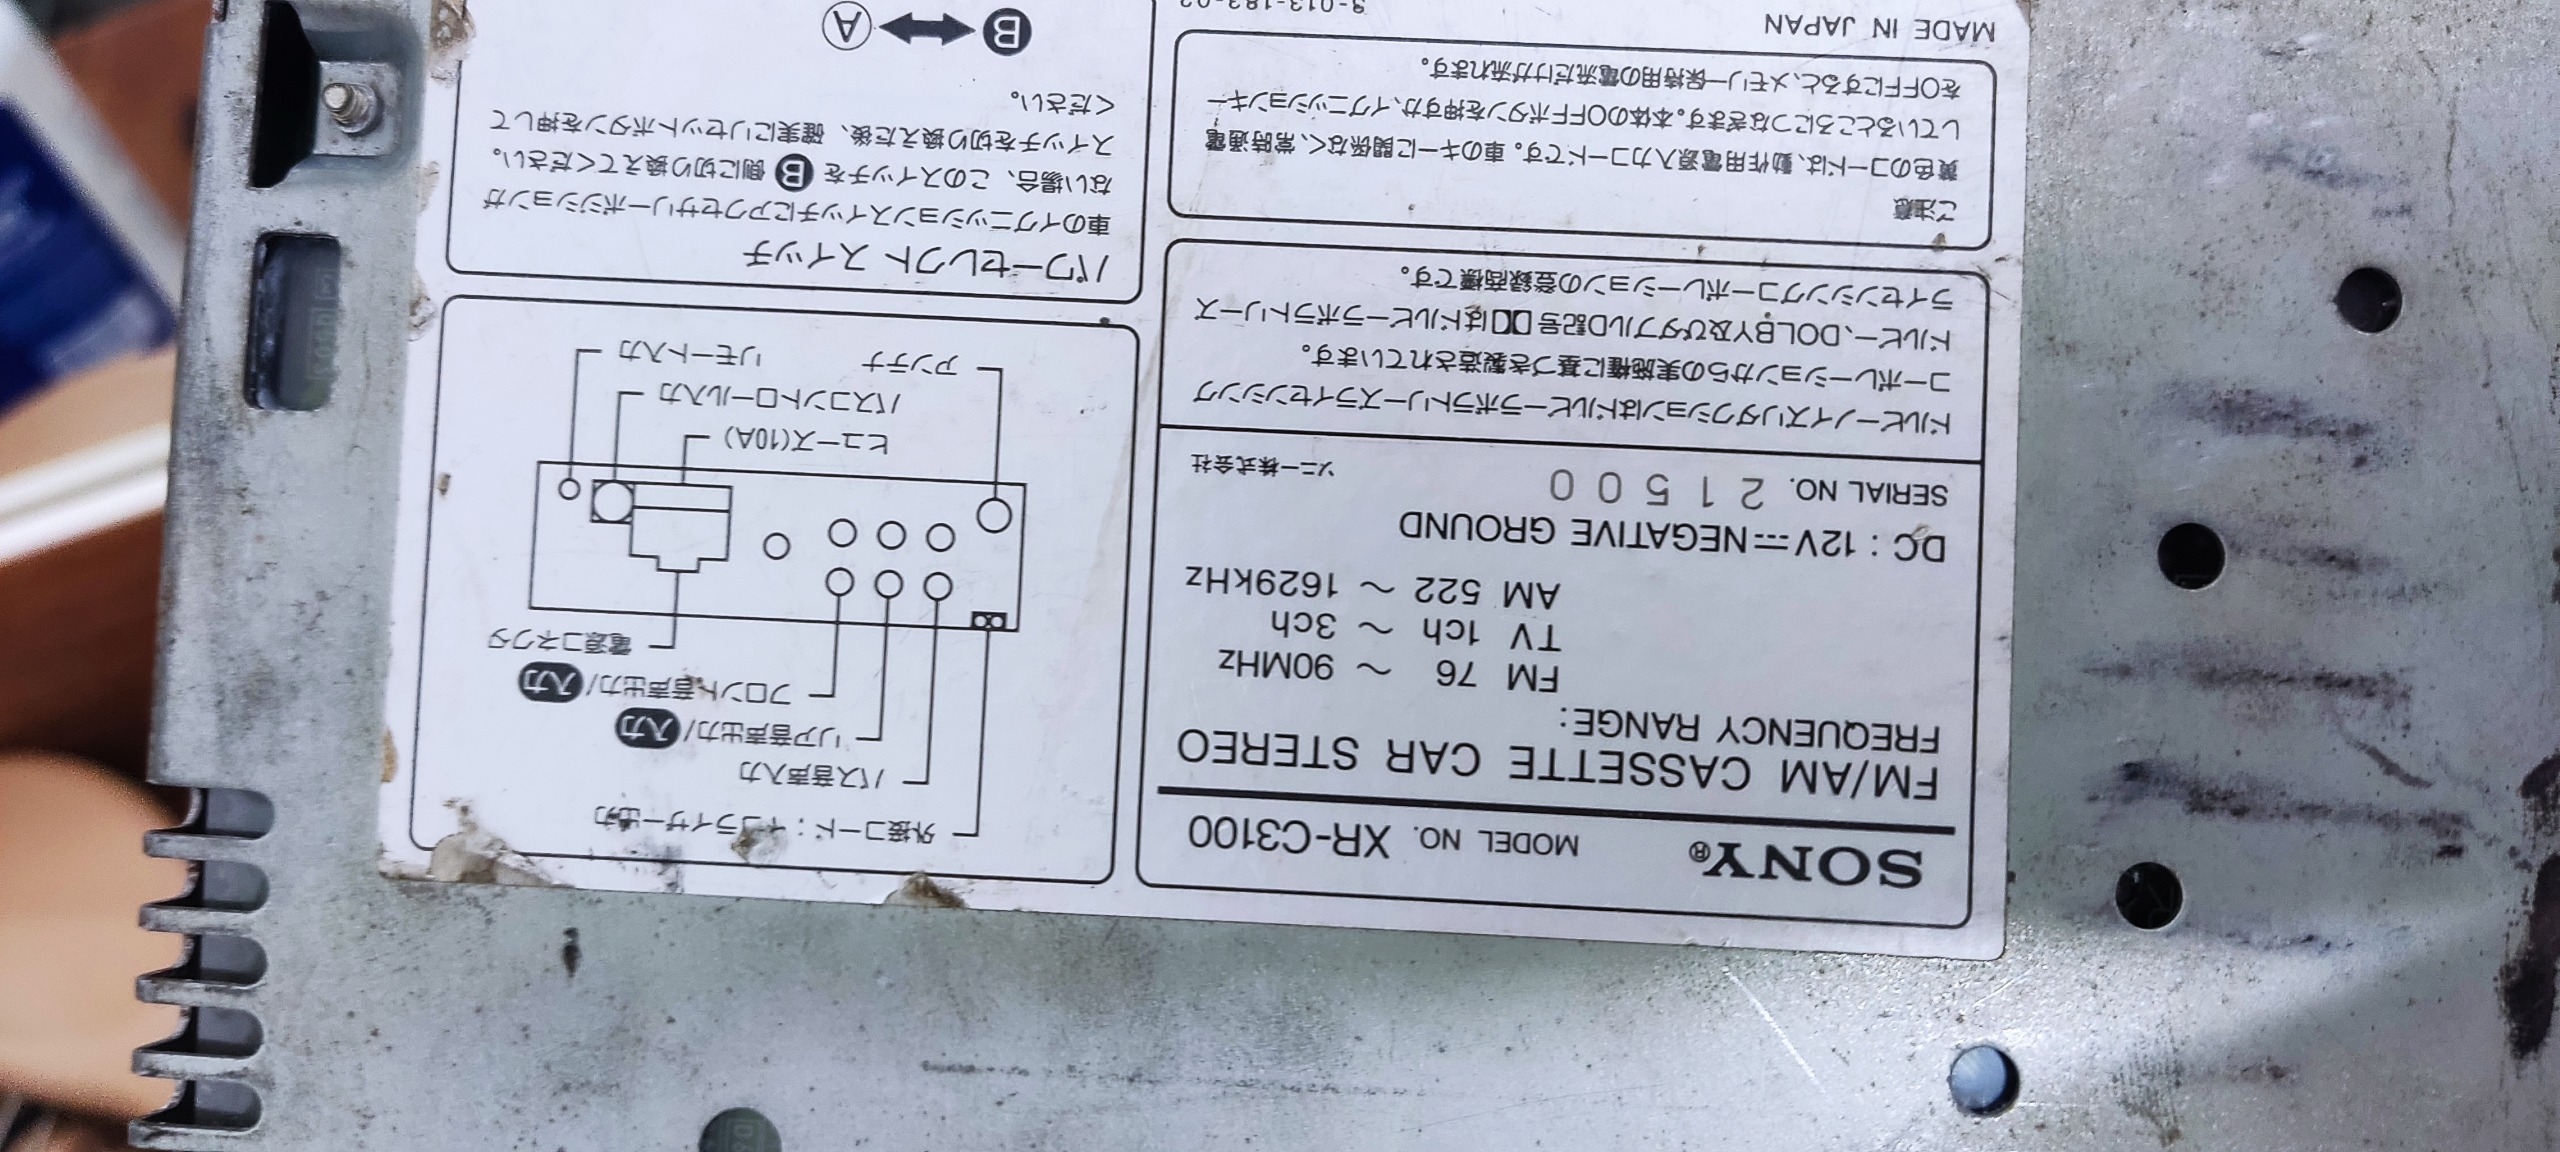 SONY® MODEL NO. XR-C3100
FM/AM CASSETTE CAR STEREO
FREQUENCY RANGE:
FM 76 ～ 90MHz
TV 1ch ～ 3ch
AM 522 ～ 1629kHz
DC : 12V⎓NEGATIVE GROUND
SERIAL NO. 21500 ソニー株式会社
ドルビーノイズリダクションはドルビーラボラトリーズライセンシング
コーポレーションからの実施権に基づき製造されています。
ドルビー、DOLBY及びダブルD記号はドルビーラボラトリーズ
ライセンシングコーポレーションの登録商標です。
ご注意
黄色のコードは、動作用電源入力コードです。車のキーに関係なく、常時通電
しているところにつなぎます。本体のOFFボタンを押すか、イグニッションキー
をOFFにすると、メモリー保持用の電流だけが流れます。
MADE IN JAPAN
3-013-183-02
外接コード：イコライザー出力
バス音声入力
リア音声出力/入力
フロント音声出力/入力
電源コネクタ
ヒューズ(10A)
バスコントロール入力
アンテナ
リモート入力
パワーセレクト スイッチ
車のイグニッションスイッチにアクセサリーポジションが
ない場合、このスイッチを B 側に切り換えてください。
スイッチを切り換えた後、確実にリセットボタンを押して
ください。
B A